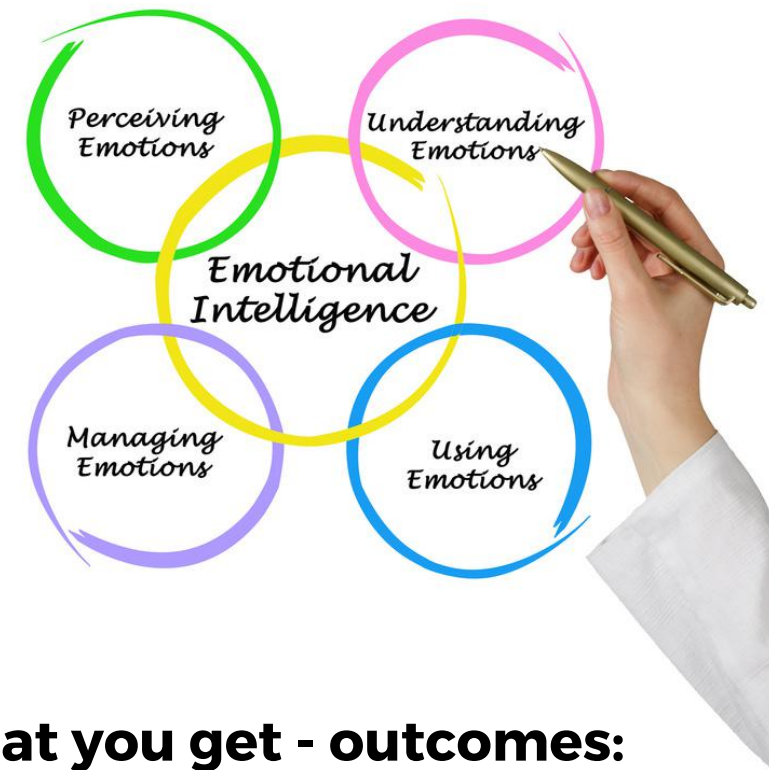 Perceiving
Emotions
Understanding
Emotions
Emotional
Intelligence
Managing
Emotions
Using
Emotions
at you get - outcomes: